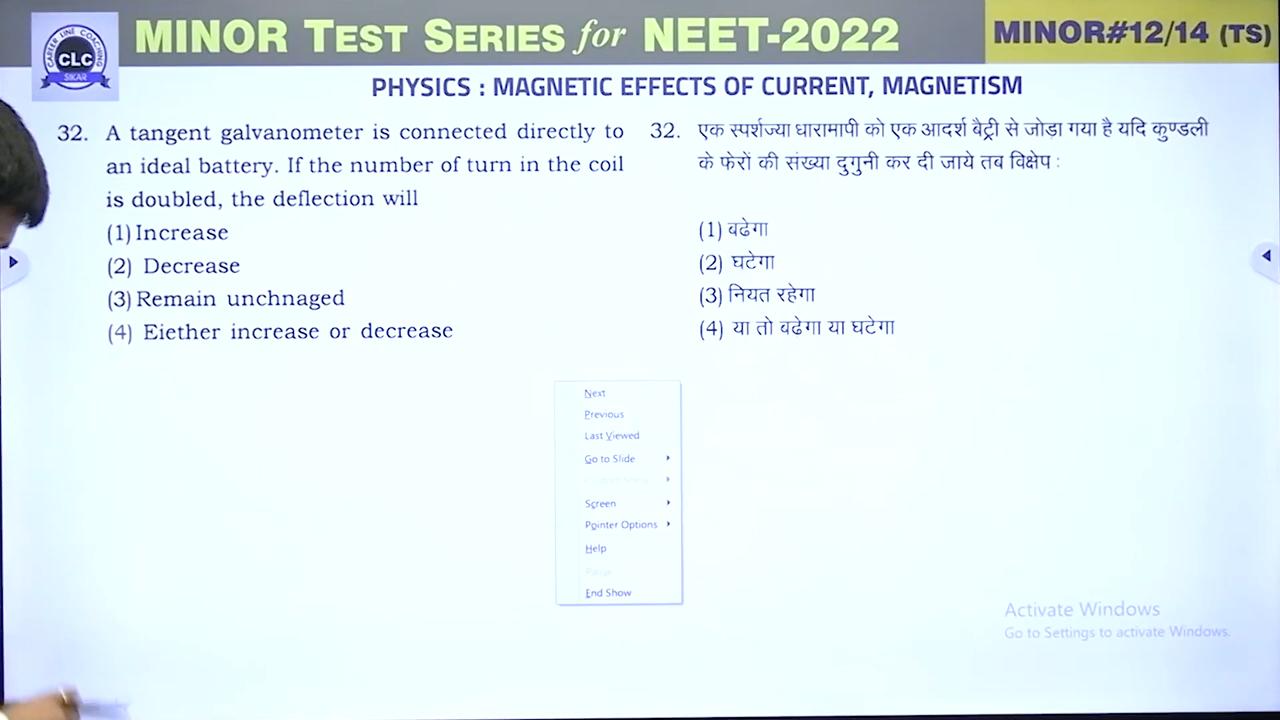 CAREER LINE COACHING
CLC
SIKAR
MINOR TEST SERIES for NEET-2022
MINOR#12/14 (TS)
PHYSICS : MAGNETIC EFFECTS OF CURRENT, MAGNETISM
32. A tangent galvanometer is connected directly to
an ideal battery. If the number of turn in the coil
is doubled, the deflection will
(1) Increase
(2) Decrease
(3) Remain unchnaged
(4) Eiether increase or decrease
32. एक स्पर्शज्या धारामापी को एक आदर्श बैट्री से जोडा गया है यदि कुण्डली
के फेरों की संख्या दुगुनी कर दी जाये तब विक्षेप :
(1) बढेगा
(2) घटेगा
(3) नियत रहेगा
(4) या तो बढेगा या घटेगा
Next
Previous
Last Viewed
Go to Slide
Screen
Pointer Options
Help
Pause
End Show
Activate Windows
Go to Settings to activate Windows.